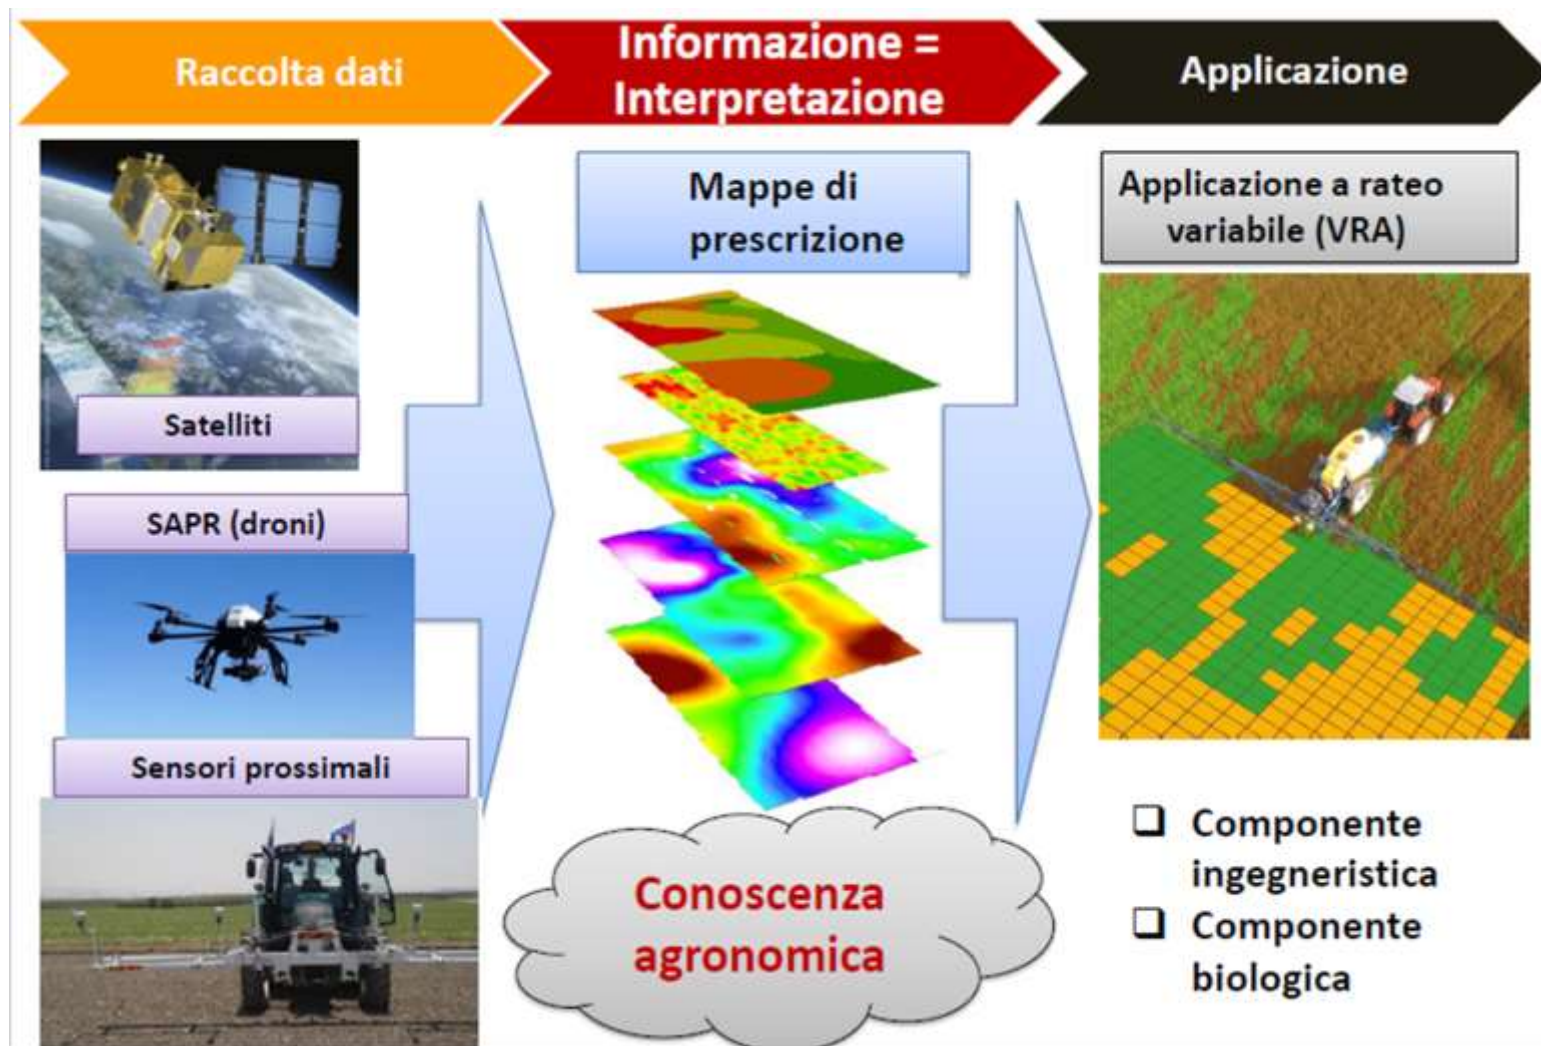 Raccolta dati
Informazione =
Interpretazione
Applicazione
Satelliti
SAPR (droni)
Sensori prossimali
Mappe di
prescrizione
Conoscenza
agronomica
Applicazione a rateo
variabile (VRA)
Componente
ingegneristica
Componente
biologica